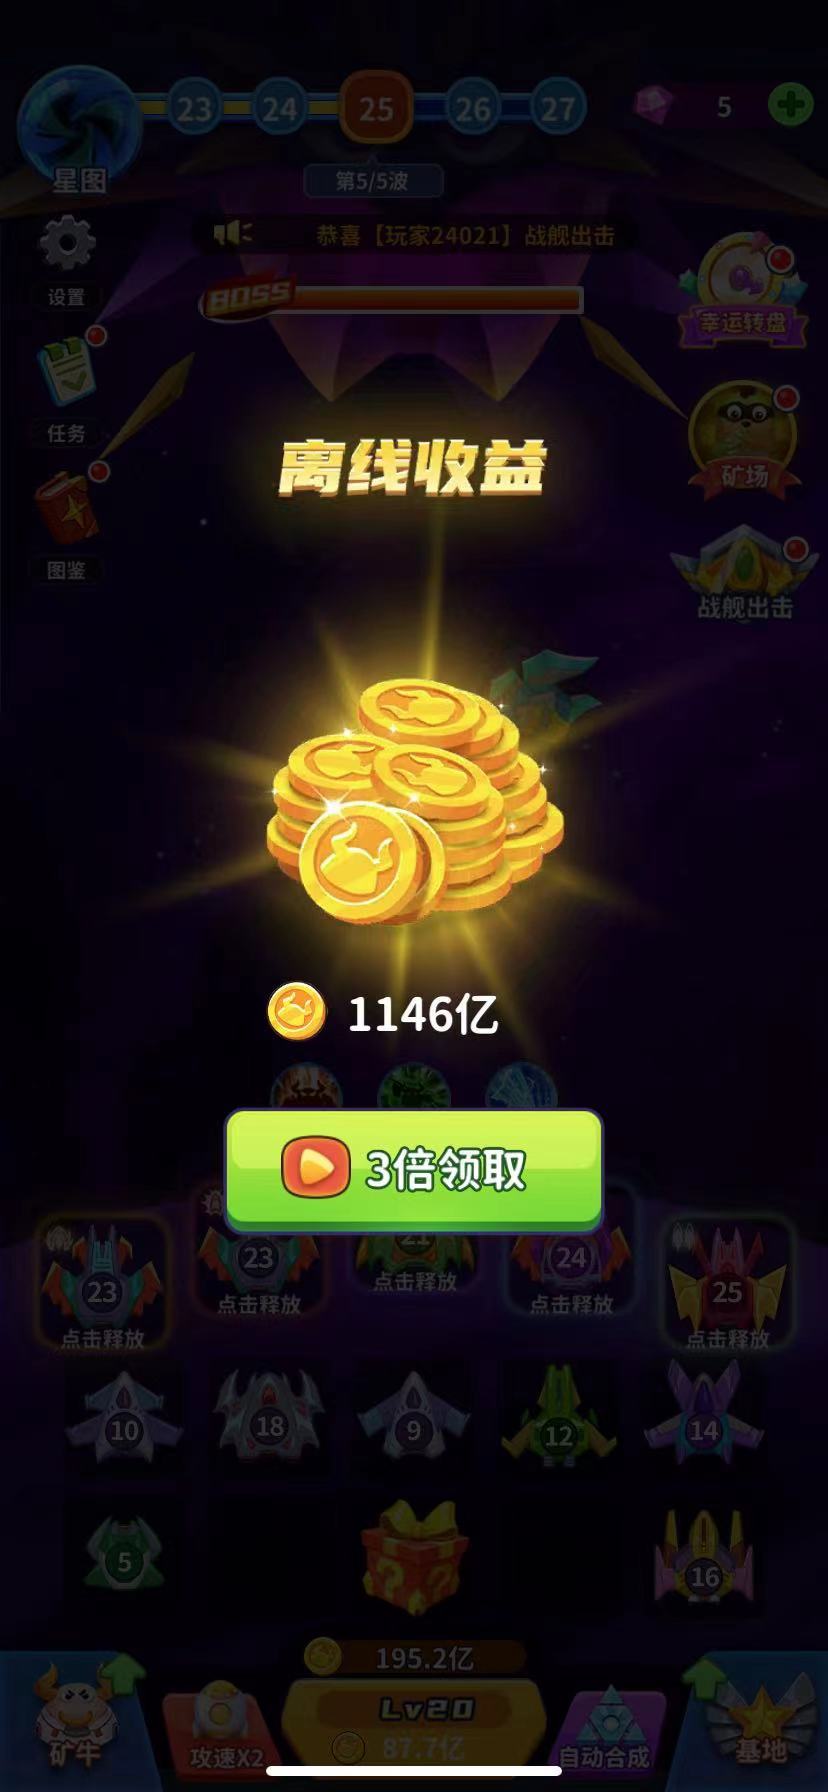 23
24
25
26
27
5
星图
第5/5波
恭喜【玩家24021】战舰出击
设置
BOSS
幸运转盘
任务
离线收益
矿场
图鉴
战舰出击
1146亿
3倍领取
23
点击释放
23
点击释放
21
点击释放
24
点击释放
25
点击释放
10
18
9
12
14
5
16
195.2亿
Lv20
87.7亿
矿牛
攻速X2
自动合成
基地